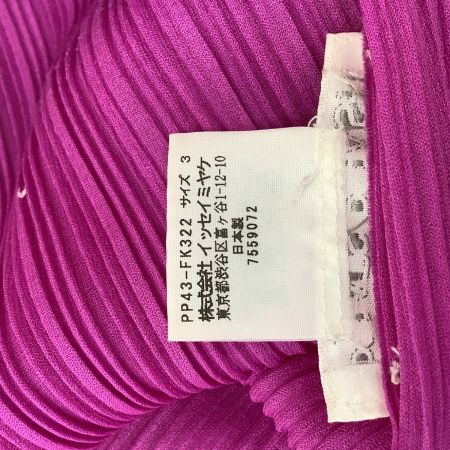 PP43-FK322 サイズ 3
株式会社 イッセイミヤケ
東京都渋谷区富ヶ谷1-12-10
日本製
7559072